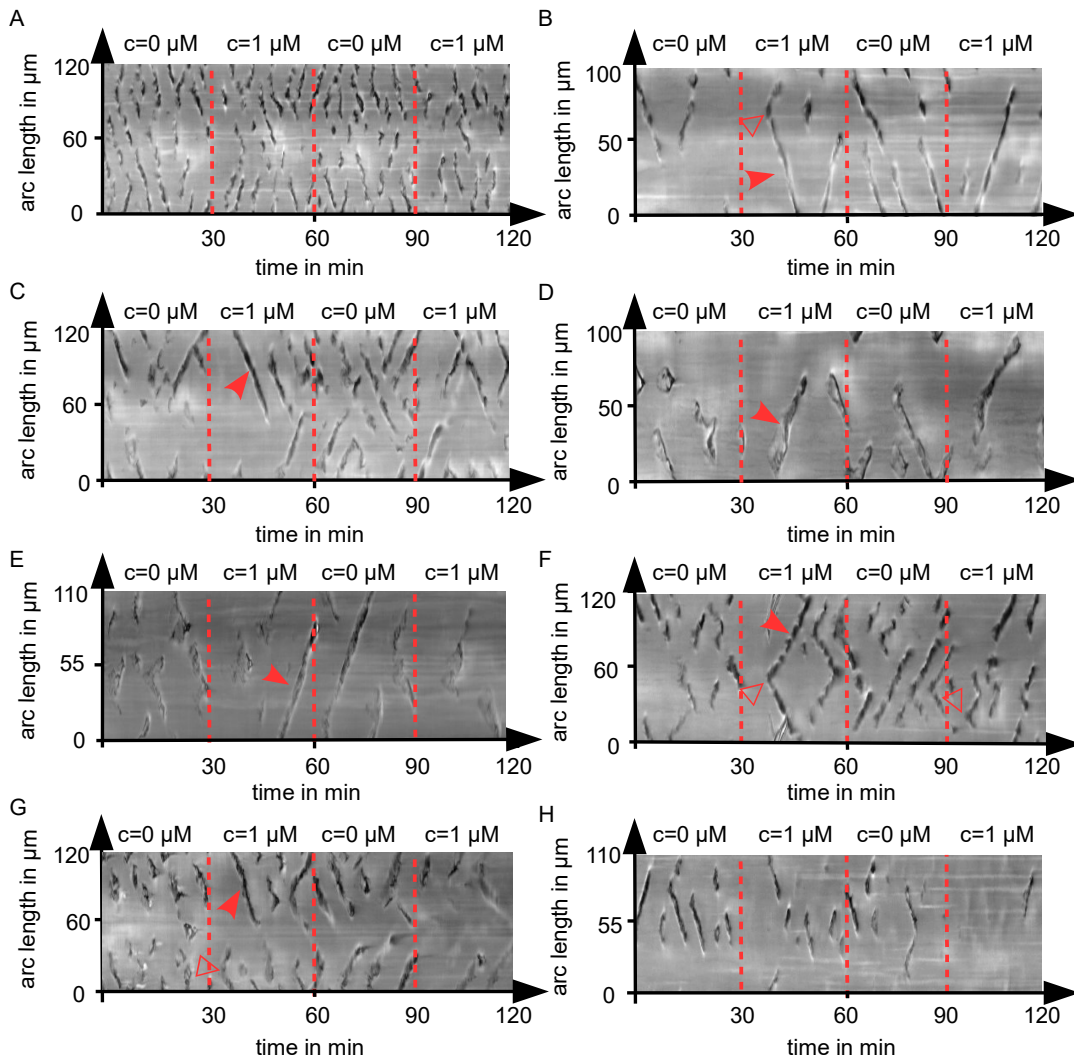 A
c=0 µM c=1 µM c=0 µM c=1 µM
arc length in µm
120
60
0
30 60 90 120
time in min
B
c=0 µM c=1 µM c=0 µM c=1 µM
arc length in µm
100
50
0
30 60 90 120
time in min
C
c=0 µM c=1 µM c=0 µM c=1 µM
arc length in µm
120
60
0
30 60 90 120
time in min
D
c=0 µM c=1 µM c=0 µM c=1 µM
arc length in µm
100
50
0
30 60 90 120
time in min
E
c=0 µM c=1 µM c=0 µM c=1 µM
arc length in µm
110
55
0
30 60 90 120
time in min
F
c=0 µM c=1 µM c=0 µM c=1 µM
arc length in µm
120
60
0
30 60 90 120
time in min
G
c=0 µM c=1 µM c=0 µM c=1 µM
arc length in µm
120
60
0
30 60 90 120
time in min
H
c=0 µM c=1 µM c=0 µM c=1 µM
arc length in µm
110
55
0
30 60 90 120
time in min